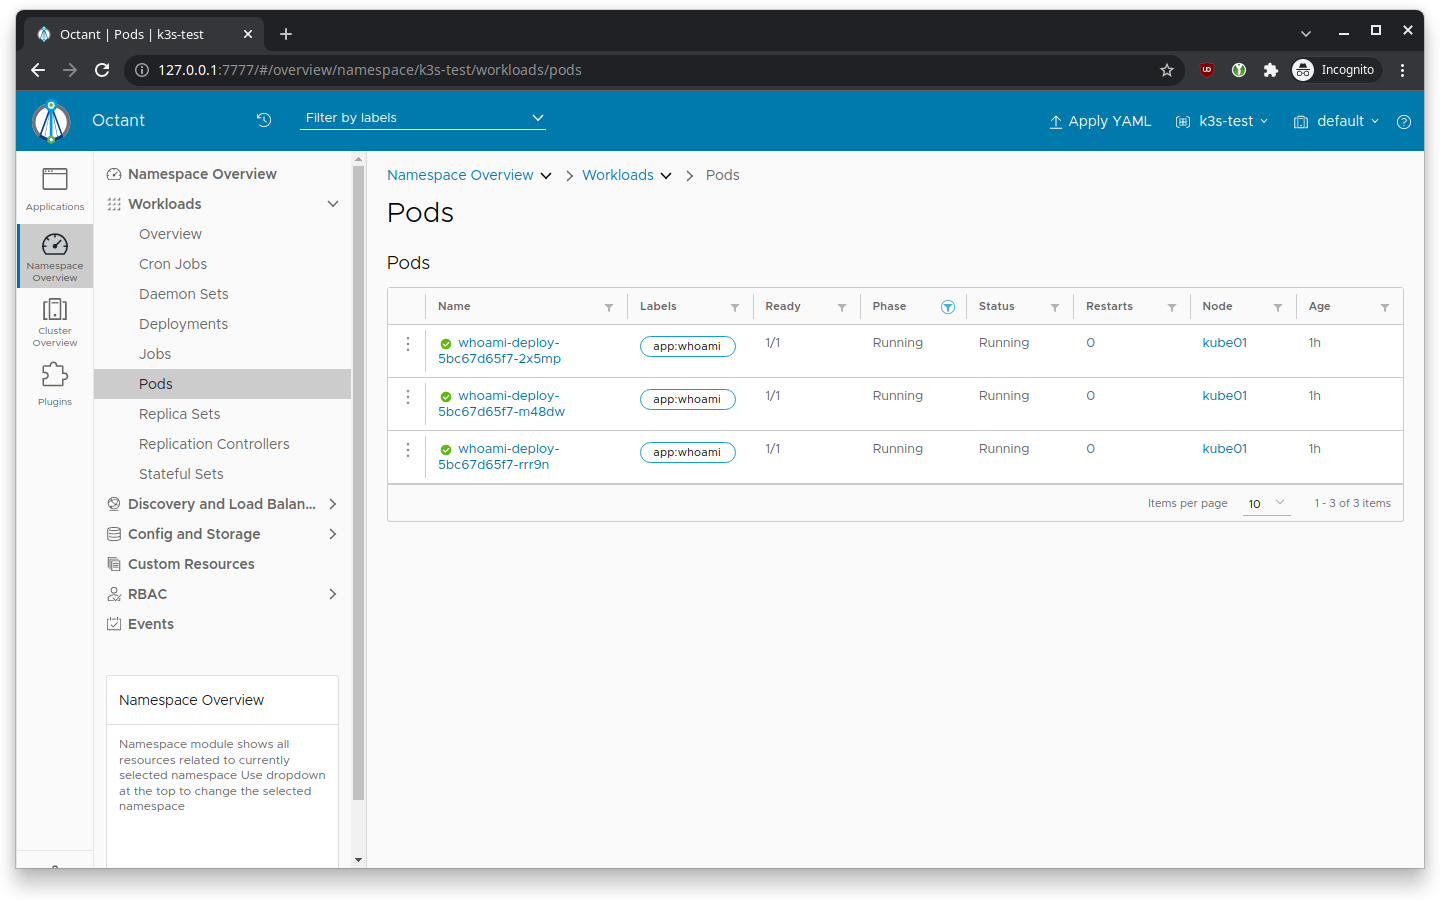 Octant | Pods | k3s-test
127.0.0.1:7777/#/overview/namespace/k3s-test/workloads/pods
Incognito
Octant
Filter by labels
Apply YAML
k3s-test
default
Applications
Namespace
Overview
Cluster
Overview
Plugins
Namespace Overview
Workloads
Overview
Cron Jobs
Daemon Sets
Deployments
Jobs
Pods
Replica Sets
Replication Controllers
Stateful Sets
Discovery and Load Balan...
Config and Storage
Custom Resources
RBAC
Events
Namespace Overview
Namespace module shows all
resources related to currently
selected namespace Use dropdown
at the top to change the selected
namespace
Namespace Overview > Workloads > Pods
Pods
Pods
Name Labels Ready Phase Status Restarts Node Age
whoami-deploy-
5bc67d65f7-2x5mp app:whoami 1/1 Running Running 0 kube01 1h
whoami-deploy-
5bc67d65f7-m48dw app:whoami 1/1 Running Running 0 kube01 1h
whoami-deploy-
5bc67d65f7-rrr9n app:whoami 1/1 Running Running 0 kube01 1h
Items per page 10 1 - 3 of 3 items